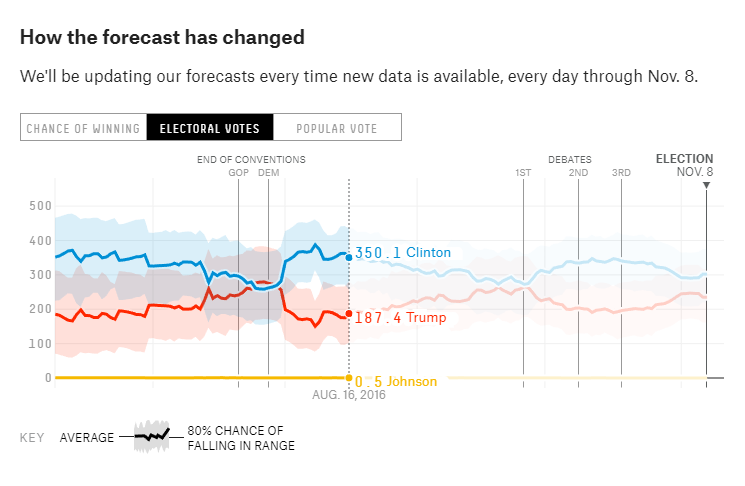 How the forecast has changed
We'll be updating our forecasts every time new data is available, every day through Nov. 8.
CHANCE OF WINNING
ELECTORAL VOTES
POPULAR VOTE
END OF CONVENTIONS
GOP DEM
DEBATES
1ST 2ND 3RD
ELECTION
NOV. 8
500
400
300
200
100
0
350.1 Clinton
187.4 Trump
0.5 Johnson
AUG. 16, 2016
KEY AVERAGE
80% CHANCE OF
FALLING IN RANGE